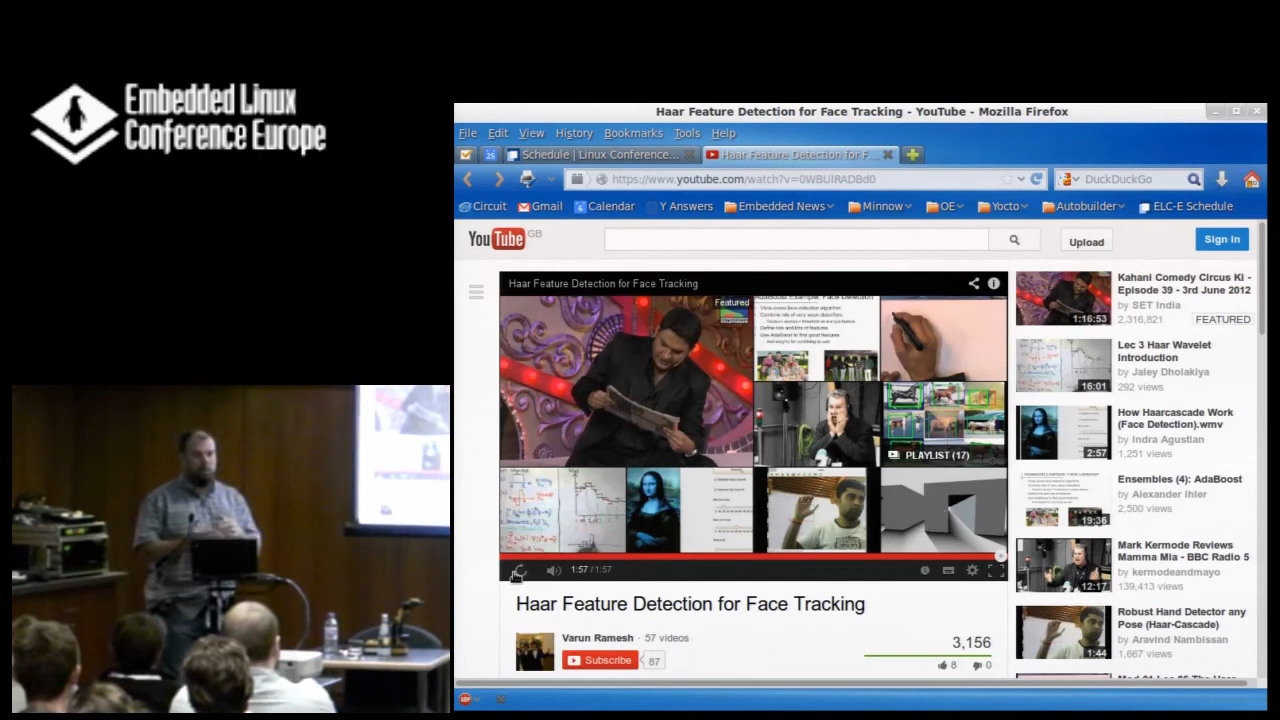 Embedded Linux
Conference Europe
Haar Feature Detection for Face Tracking - YouTube - Mozilla Firefox
File Edit View History Bookmarks Tools Help
25 Schedule | Linux Conference... Haar Feature Detection for F...
https://www.youtube.com/watch?v=0WBUlRADBd0 DuckDuckGo
Circuit Gmail 6 Calendar Y Answers Embedded News Minnow OE Yocto Autobuilder ELC-E Schedule
YouTube GB Upload Sign In
Haar Feature Detection for Face Tracking
Featured
AdaBoost Example: Face Detection
PLAYLIST (17)
1:57 / 1:57
Haar Feature Detection for Face Tracking
Varun Ramesh · 57 videos
Subscribe 87
3,156
8 0
Kahani Comedy Circus Ki -
Episode 39 - 3rd June 2012
by SET India
2,316,821 FEATURED
1:16:53
Lec 3 Haar Wavelet
Introduction
by Jaley Dholakiya
292 views
16:01
How Haarcascade Work
(Face Detection).wmv
by Indra Agustian
1,251 views
2:57
Ensembles (4): AdaBoost
by Alexander Ihler
2,500 views
19:36
Mark Kermode Reviews
Mamma Mia - BBC Radio 5
by kermodeandmayo
139,413 views
12:17
Robust Hand Detector any
Pose (Haar-Cascade)
by Aravind Nambissan
1,667 views
1:44
ABP